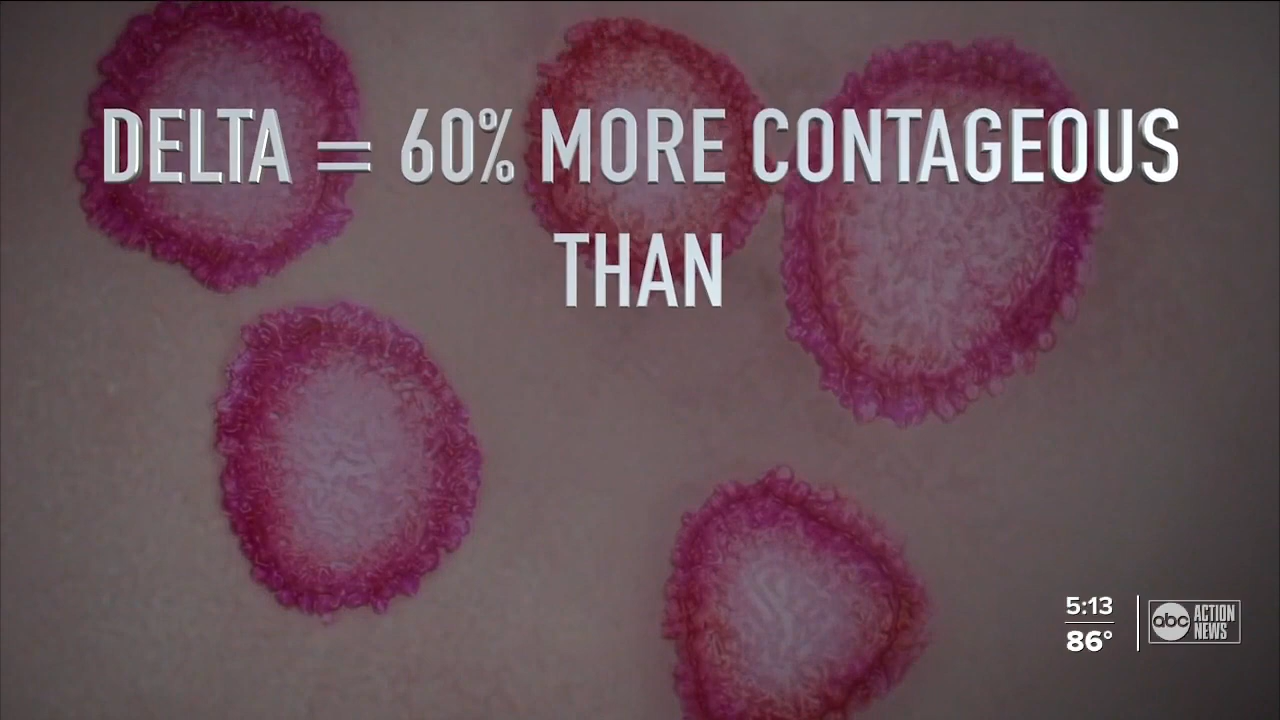 DELTA = 60% MORE CONTAGEOUS
THAN
5:13
86°
abc ACTION
NEWS